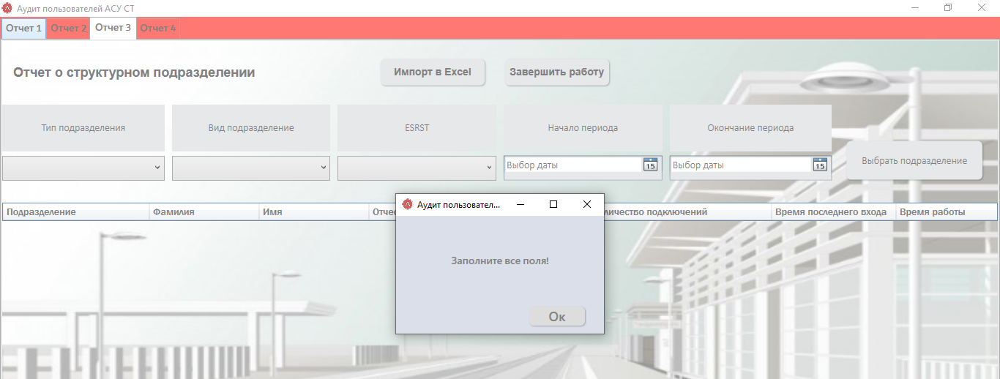 Аудит пользователей АСУ СТ
Отчет 1 Отчет 2 Отчет 3 Отчет 4
Отчет о структурном подразделении Импорт в Excel Завершить работу
Тип подразделения Вид подразделение ESRST Начало периода Окончание периода
Выбрать подразделение
Выбор даты 15 Выбор даты 15
Аудит пользовател...
Подразделение Фамилия Имя Отчес личество подключений Время последнего входа Время работы
Заполните все поля!
Ок